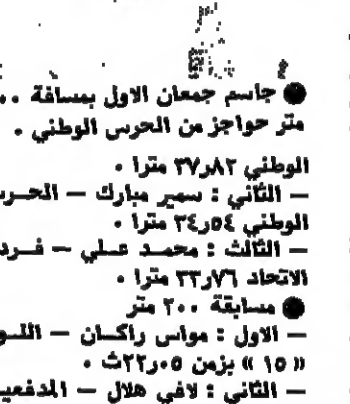 ● جاسم جمعان الاول بمسافة ٠٠
متر حواجز من الحرس الوطني .
الوطني ٣٧٫٨٢ مترا .
— الثاني : سمير مبارك — الحرس
الوطني ٣٤٫٥٤ مترا .
— الثالث : محمد علي — فرد
الاتحاد ٣٣٫٧٦ مترا .
● مسابقة ٢٠٠ متر
— الاول : مواس راكان — اللو
« ١٥ » بزمن ٢٢٫٠٥ث .
— الثاني : لافي هلال — المدفعي